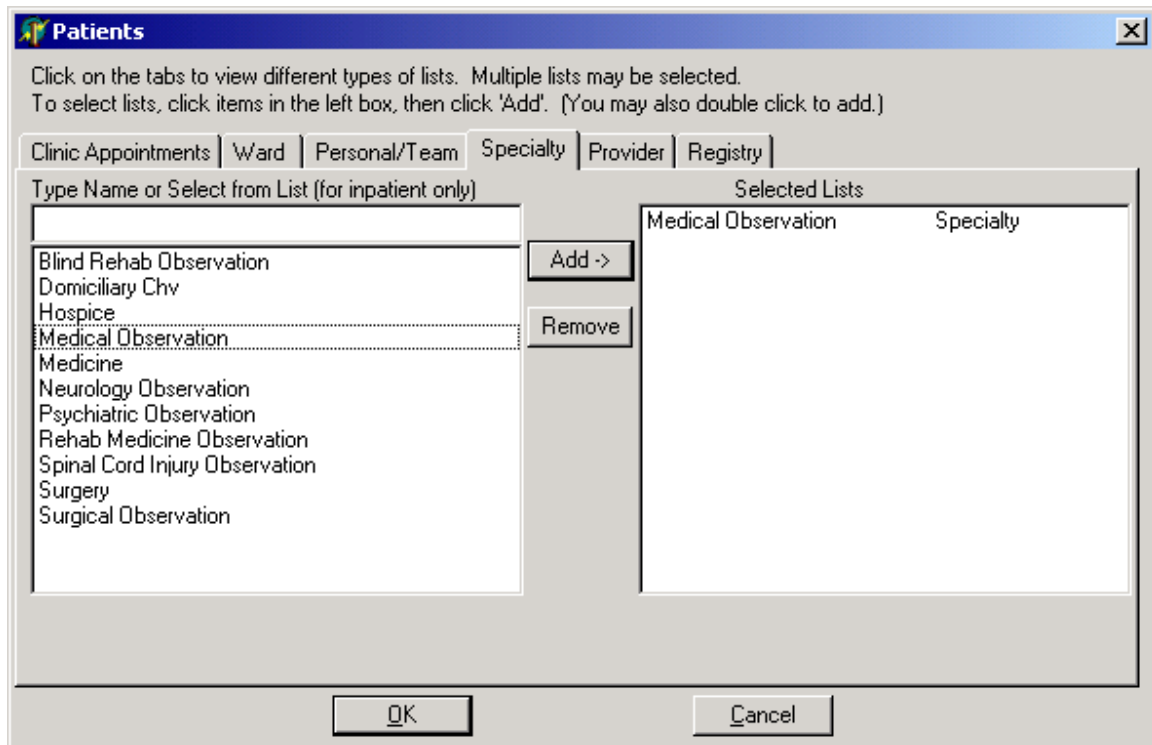 Patients
Click on the tabs to view different types of lists.  Multiple lists may be selected.
To select lists, click items in the left box, then click 'Add'.  (You may also double click to add.)
Clinic Appointments Ward Personal/Team Specialty Provider Registry
Type Name or Select from List (for inpatient only)
Selected Lists
Blind Rehab Observation
Domiciliary Chv
Hospice
Medical Observation
Medicine
Neurology Observation
Psychiatric Observation
Rehab Medicine Observation
Spinal Cord Injury Observation
Surgery
Surgical Observation
Add ->
Remove
Medical Observation Specialty
OK Cancel